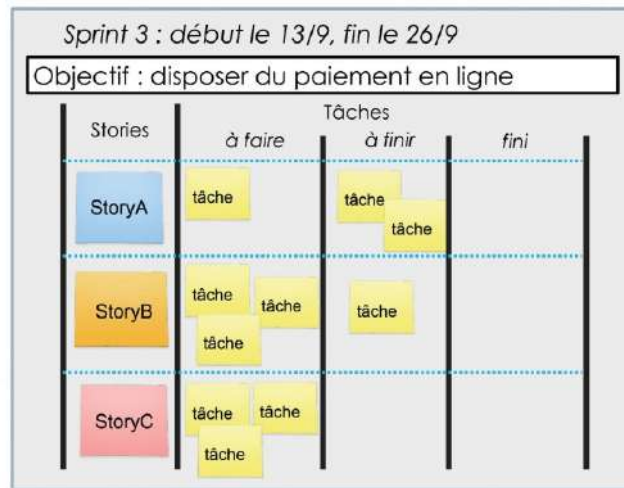 Sprint 3 : début le 13/9, fin le 26/9
Objectif : disposer du paiement en ligne
Stories
Tâches
à faire
à finir
fini
StoryA
tâche
tâche
tâche
StoryB
tâche
tâche
tâche
tâche
StoryC
tâche
tâche
tâche